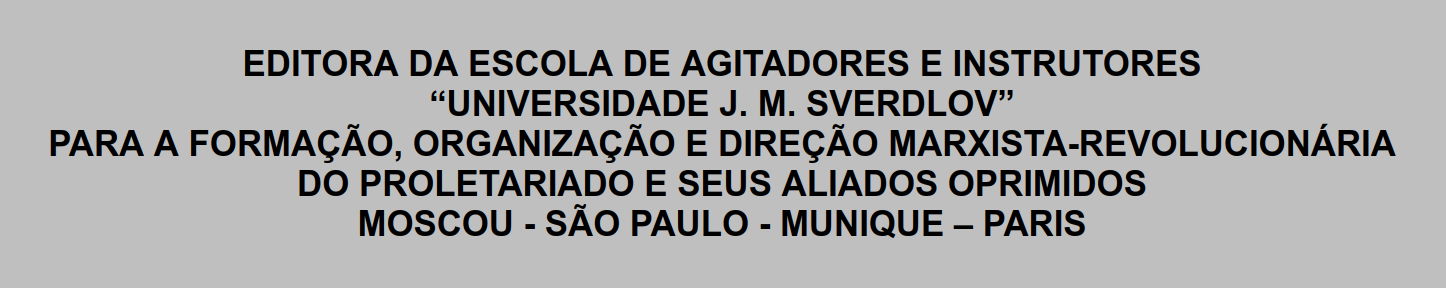 EDITORA DA ESCOLA DE AGITADORES E INSTRUTORES
“UNIVERSIDADE J. M. SVERDLOV”
PARA A FORMAÇÃO, ORGANIZAÇÃO E DIREÇÃO MARXISTA-REVOLUCIONÁRIA
DO PROLETARIADO E SEUS ALIADOS OPRIMIDOS
MOSCOU - SÃO PAULO - MUNIQUE – PARIS